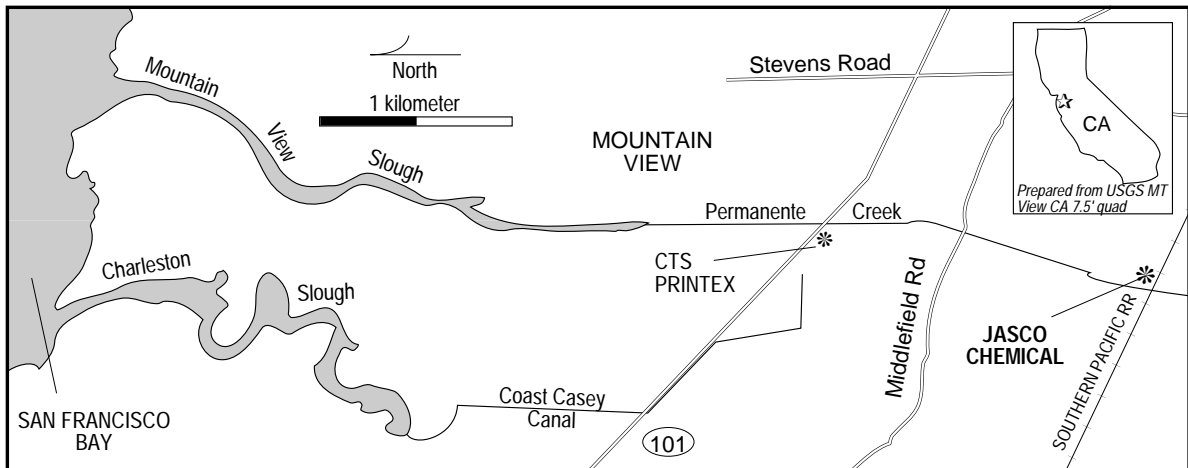 Mountain
View
Slough
North
1 kilometer
Stevens Road
MOUNTAIN
VIEW
CA
Prepared from USGS MT
View CA 7.5' quad
Permanente Creek
CTS
PRINTEX
Charleston
Slough
Middlefield Rd
JASCO
CHEMICAL
SOUTHERN PACIFIC RR
Coast Casey
Canal
SAN FRANCISCO
BAY
101